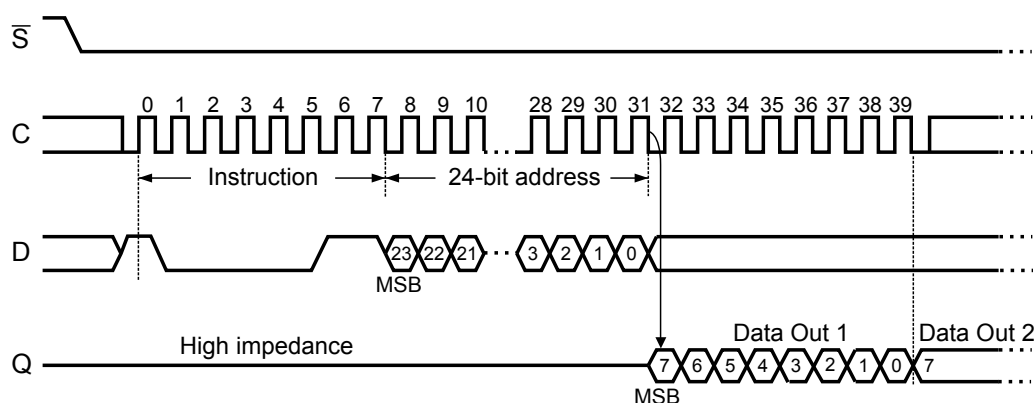 S
0 1 2 3 4 5 6 7 8 9 10 28 29 30 31 32 33 34 35 36 37 38 39
C
Instruction 24-bit address
D 23 22 21 3 2 1 0
MSB
High impedance Data Out 1 Data Out 2
Q 7 6 5 4 3 2 1 0 7
MSB